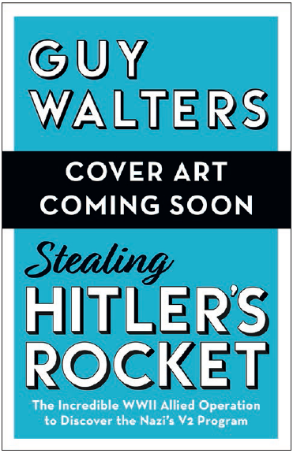 GUY
WALTERS
COVER ART
COMING SOON
Stealing
HITLER'S
ROCKET
The Incredible WWII Allied Operation
to Discover the Nazi's V2 Program